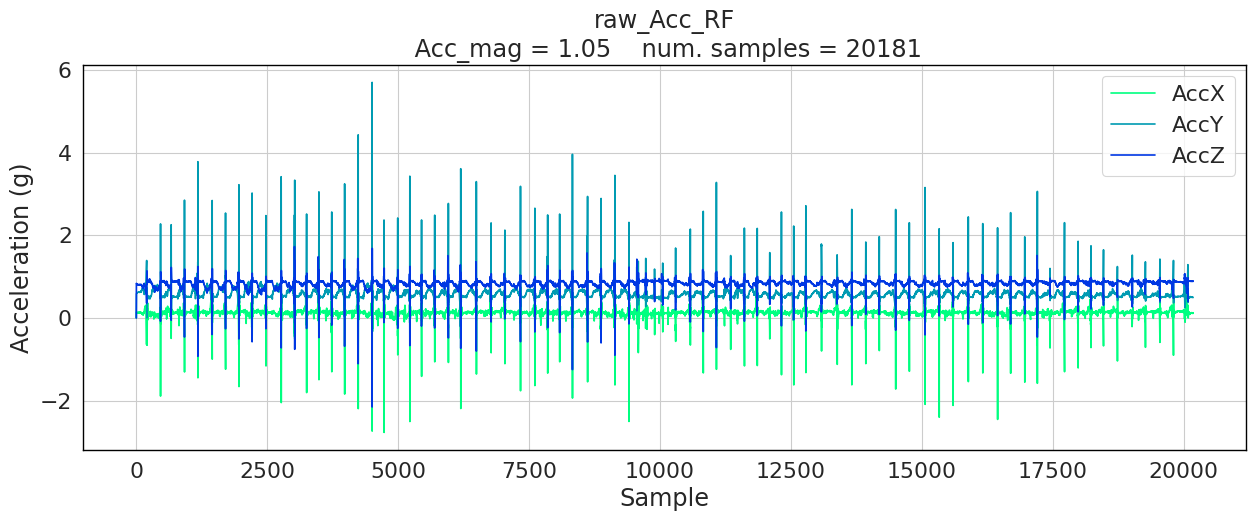 raw_Acc_RF
Acc_mag = 1.05    num. samples = 20181
6
4
2
0
−2
Acceleration (g)
AccX
AccY
AccZ
0
2500
5000
7500
10000
12500
15000
17500
20000
Sample